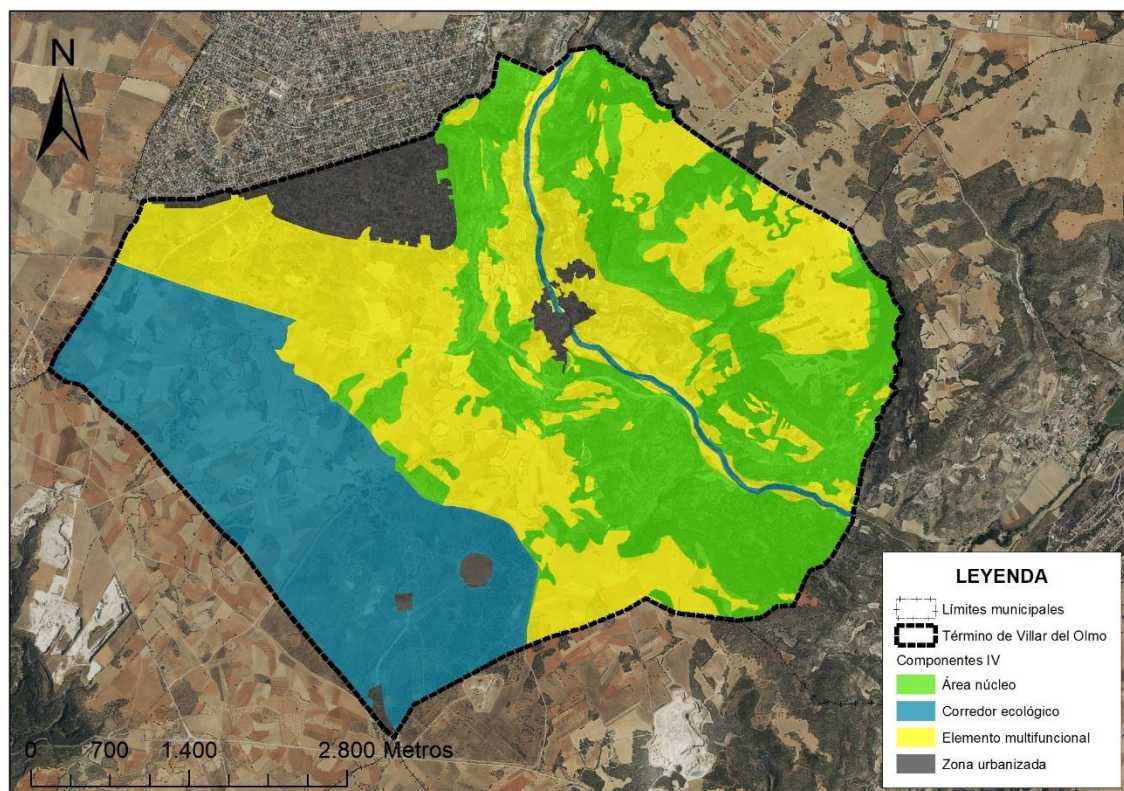 N
0 700 1.400 2.800 Metros
LEYENDA
Límites municipales
Término de Villar del Olmo
Componentes IV
Área núcleo
Corredor ecológico
Elemento multifuncional
Zona urbanizada